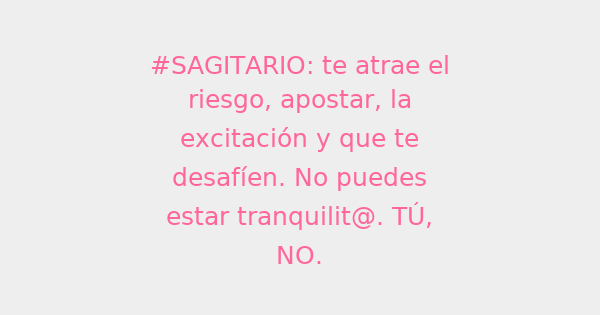 #SAGITARIO: te atrae el
riesgo, apostar, la
excitación y que te
desafíen. No puedes
estar tranquilit@. TÚ,
NO.